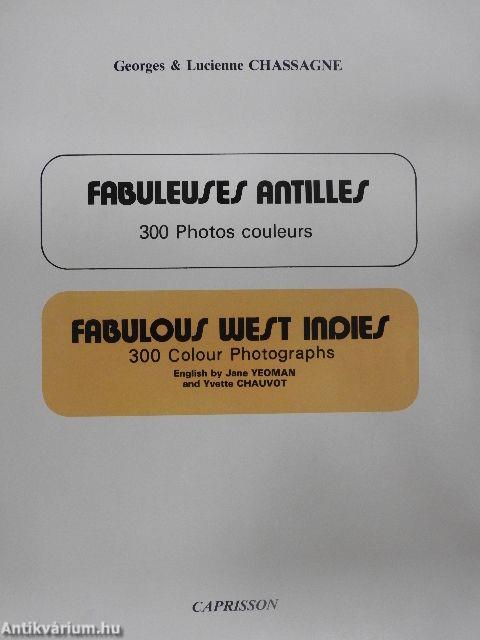 Georges & Lucienne CHASSAGNE
FABULEUSES ANTILLES
300 Photos couleurs
FABULOUS WEST INDIES
300 Colour Photographs
English by Jane YEOMAN
and Yvette CHAUVOT
CAPRISSON
Antikvárium.hu